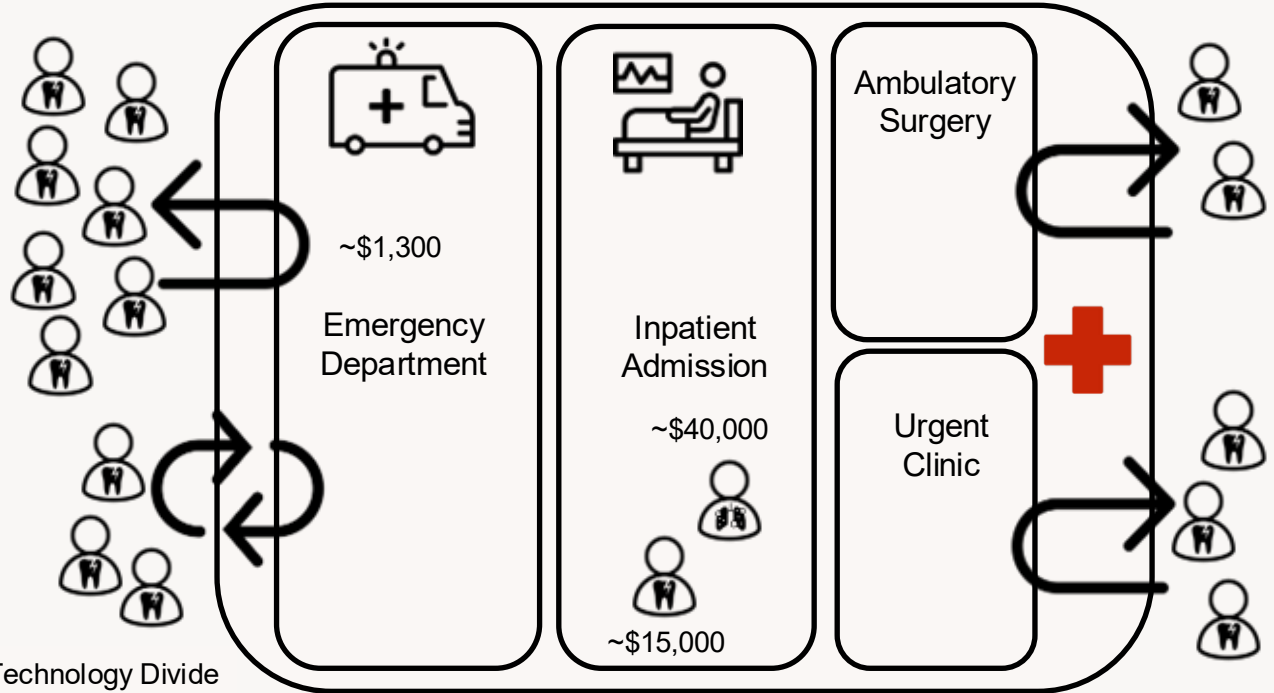 Ambulatory
Surgery
~$1,300
Emergency
Department
Inpatient
Admission
~$40,000
~$15,000
Urgent
Clinic
Technology Divide